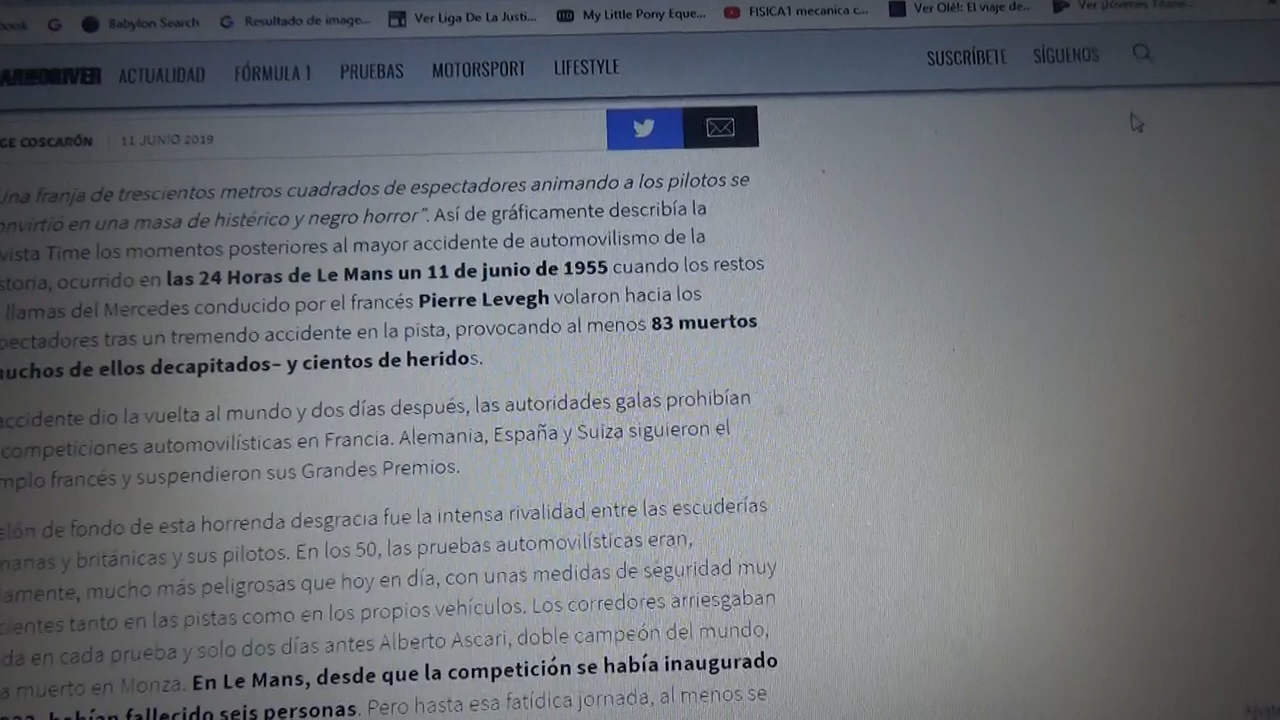 book Babylon Search Resultado de image... Ver Liga De La Justi... My Little Pony Eque... FISICA1 mecanica c... Ver Olé!: El viaje de... Ver Jóvenes Titane...
ACTUALIDAD FÓRMULA 1 PRUEBAS MOTORSPORT LIFESTYLE SUSCRÍBETE SÍGUENOS
GE COSCARÓN 11 JUNIO 2019
Una franja de trescientos metros cuadrados de espectadores animando a los pilotos se
onvirtió en una masa de histérico y negro horror”. Así de gráficamente describía la
vista Time los momentos posteriores al mayor accidente de automovilismo de la
storia, ocurrido en las 24 Horas de Le Mans un 11 de junio de 1955 cuando los restos
llamas del Mercedes conducido por el francés Pierre Levegh volaron hacia los
pectadores tras un tremendo accidente en la pista, provocando al menos 83 muertos
uchos de ellos decapitados– y cientos de heridos.
accidente dio la vuelta al mundo y dos días después, las autoridades galas prohibían
competiciones automovilísticas en Francia. Alemania, España y Suiza siguieron el
mplo francés y suspendieron sus Grandes Premios.
elón de fondo de esta horrenda desgracia fue la intensa rivalidad entre las escuderías
manas y británicas y sus pilotos. En los 50, las pruebas automovilísticas eran,
amente, mucho más peligrosas que hoy en día, con unas medidas de seguridad muy
cientes tanto en las pistas como en los propios vehículos. Los corredores arriesgaban
da en cada prueba y solo dos días antes Alberto Ascari, doble campeón del mundo,
a muerto en Monza. En Le Mans, desde que la competición se había inaugurado
habían fallecido seis personas. Pero hasta esa fatídica jornada, al menos se